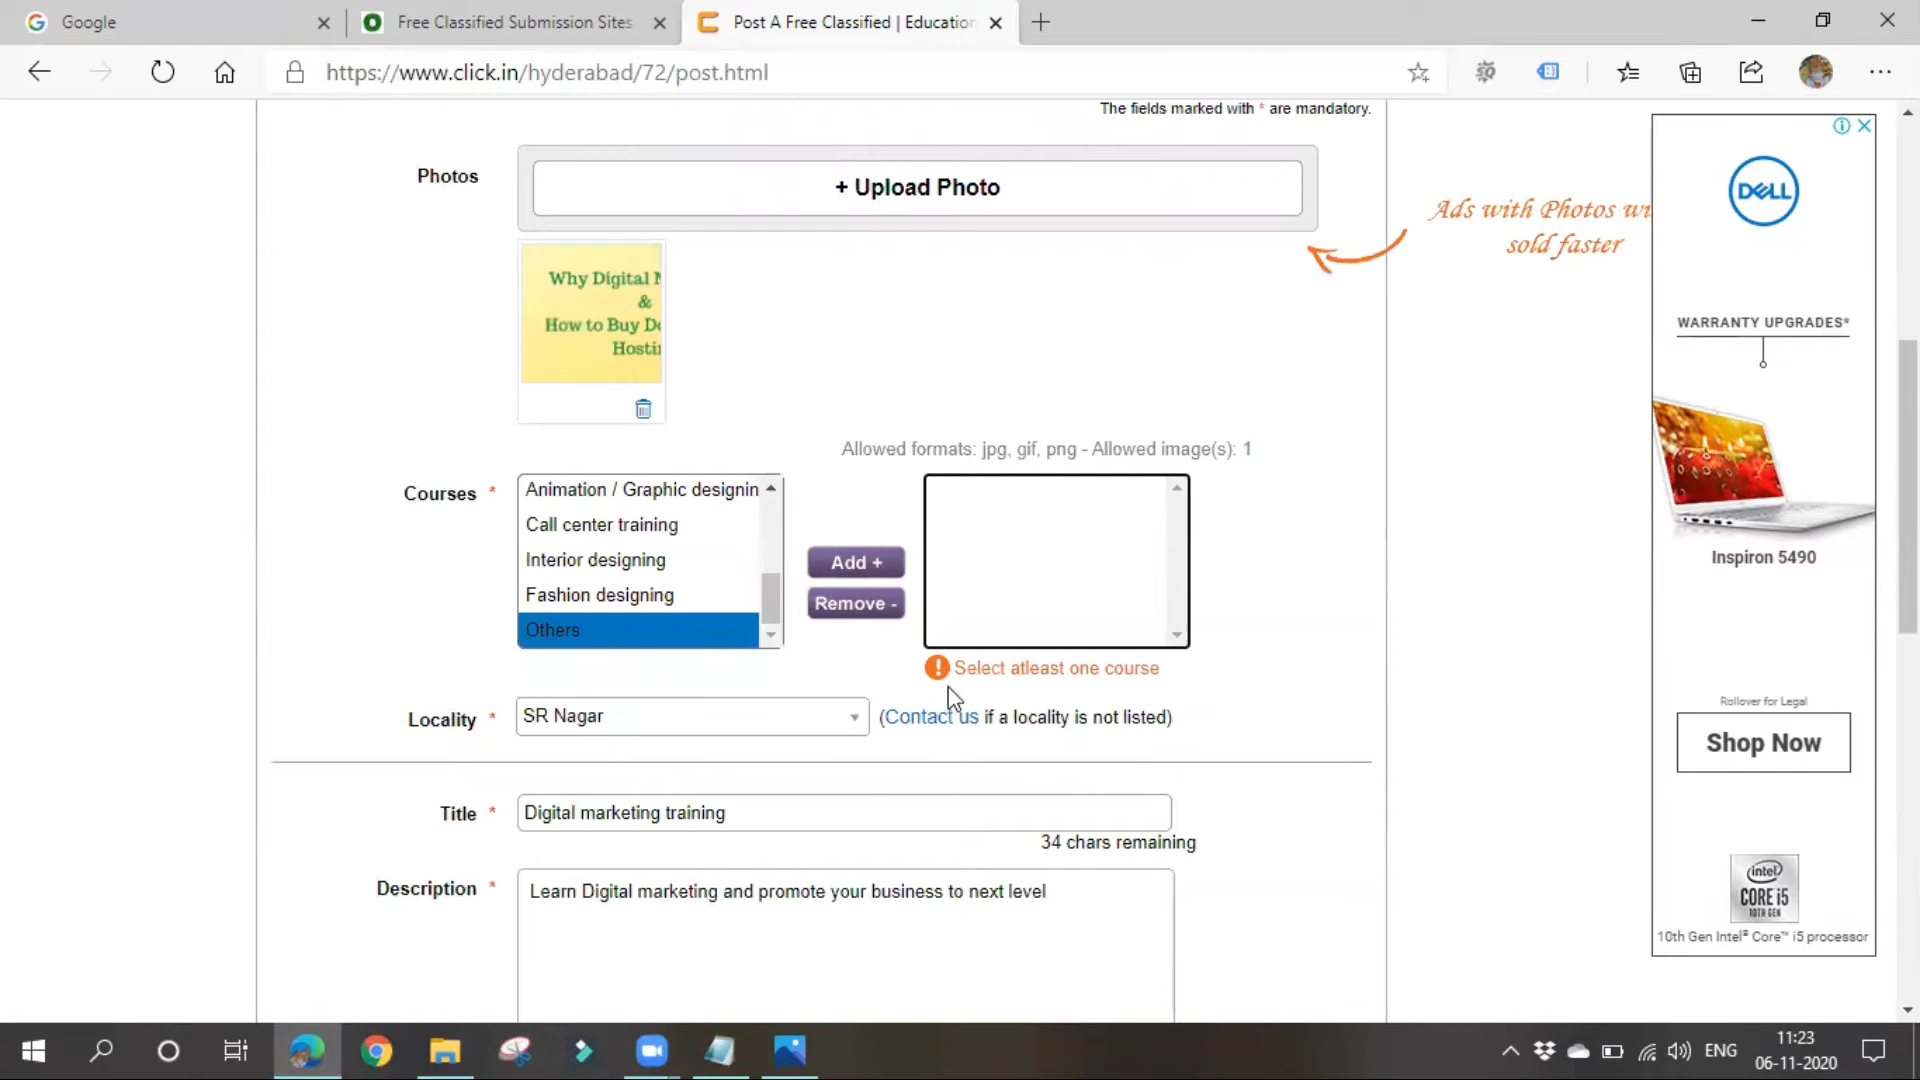 Google
Free Classified Submission Sites
Post A Free Classified | Education
https://www.click.in/hyderabad/72/post.html
The fields marked with * are mandatory.
Photos
+ Upload Photo
Ads with Photos wi
sold faster
Why Digital M
&
How to Buy Do
Hostin
Allowed formats: jpg, gif, png - Allowed image(s): 1
Courses *
Animation / Graphic designin
Call center training
Interior designing
Fashion designing
Others
Add +
Remove -
Select atleast one course
Locality *
SR Nagar
(Contact us if a locality is not listed)
Title *
Digital marketing training
34 chars remaining
Description *
Learn Digital marketing and promote your business to next level
DELL
WARRANTY UPGRADES*
Inspiron 5490
Rollover for Legal
Shop Now
intel
CORE i5
10TH GEN
10th Gen Intel® Core™ i5 processor
ENG
11:23
06-11-2020